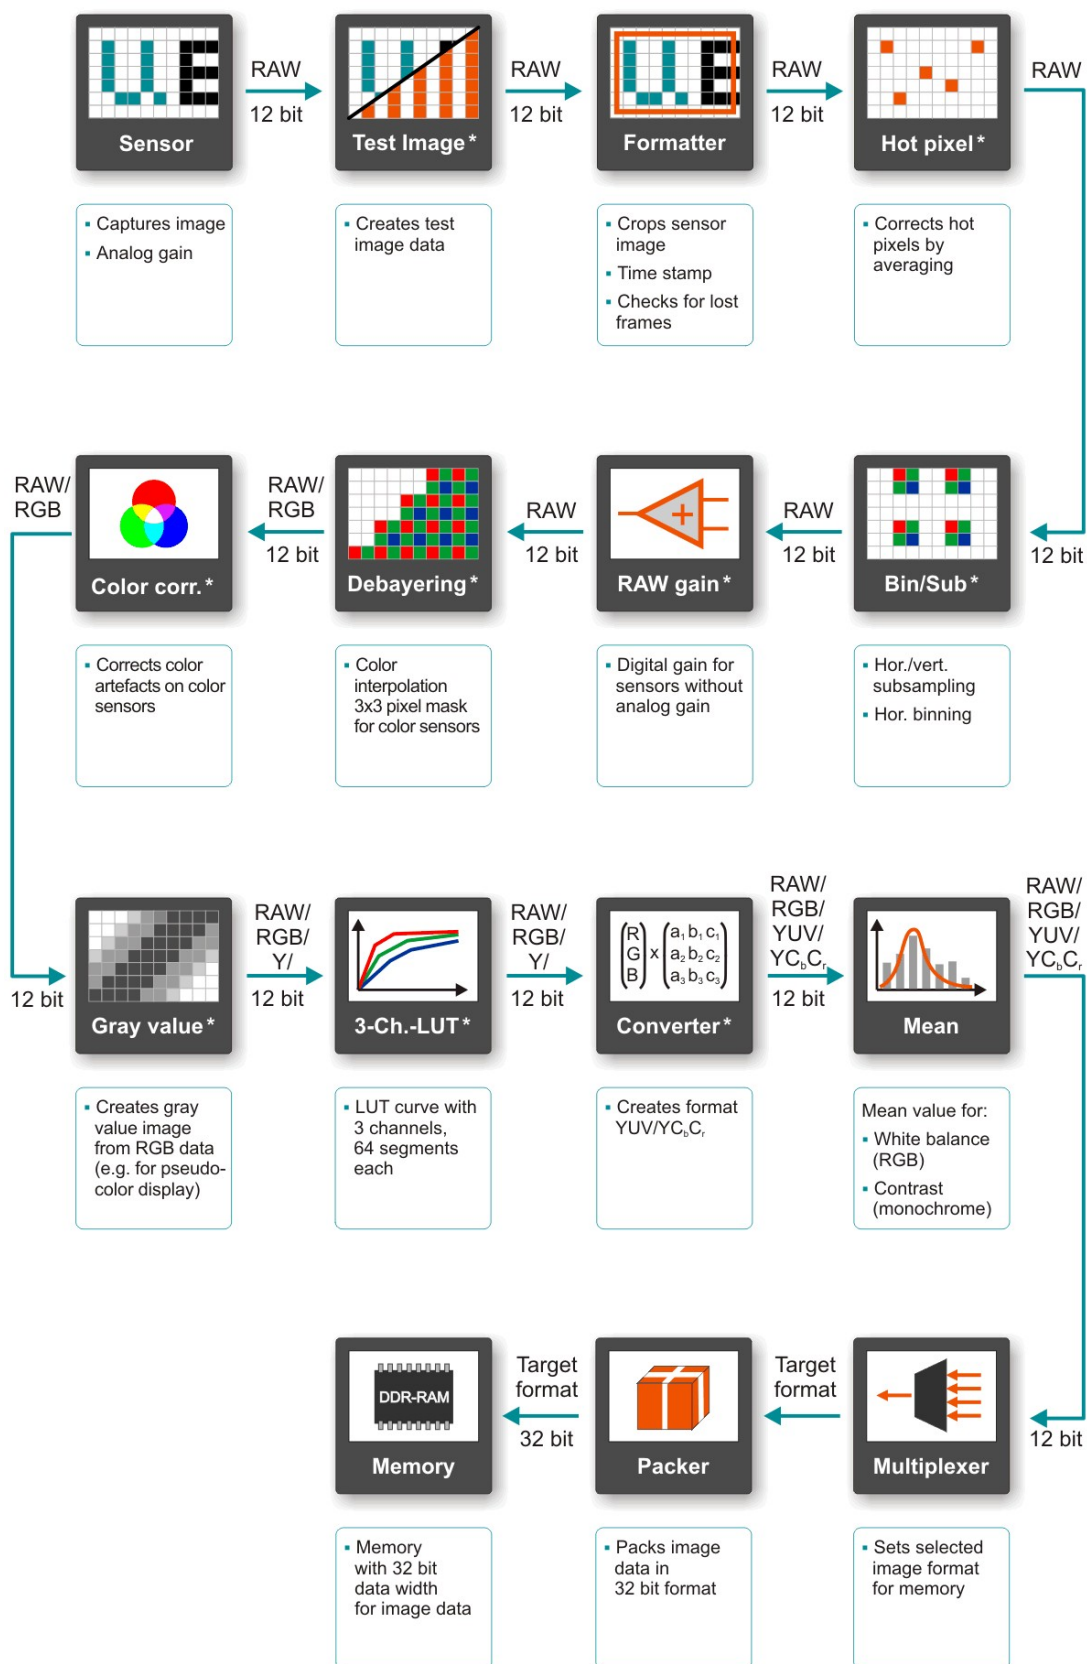 RAW
12 bit
RAW
12 bit
RAW
12 bit
RAW
Sensor
Test Image*
Formatter
Hot pixel*
Captures image
Analog gain
Creates test
image data
Crops sensor
image
Time stamp
Checks for lost
frames
Corrects hot
pixels by
averaging
RAW/
RGB
RAW/
RGB
12 bit
RAW
12 bit
RAW
12 bit
12 bit
Color corr.*
Debayering*
RAW gain*
Bin/Sub*
Corrects color
artefacts on color
sensors
Color
interpolation
3x3 pixel mask
for color sensors
Digital gain for
sensors without
analog gain
Hor./vert.
subsampling
Hor. binning
12 bit
RAW/
RGB/
Y/
12 bit
RAW/
RGB/
Y/
12 bit
R
G
B
x
a1 b1 c1
a2 b2 c2
a3 b3 c3
RAW/
RGB/
YUV/
YCbCr
12 bit
RAW/
RGB/
YUV/
YCbCr
Gray value*
3-Ch.-LUT*
Converter*
Mean
Creates gray
value image
from RGB data
(e.g. for pseudo-
color display)
LUT curve with
3 channels,
64 segments
each
Creates format
YUV/YCbCr
Mean value for:
White balance
(RGB)
Contrast
(monochrome)
DDR-RAM
Target
format
32 bit
Target
format
12 bit
Memory
Packer
Multiplexer
Memory
with 32 bit
data width
for image data
Packs image
data in
32 bit format
Sets selected
image format
for memory